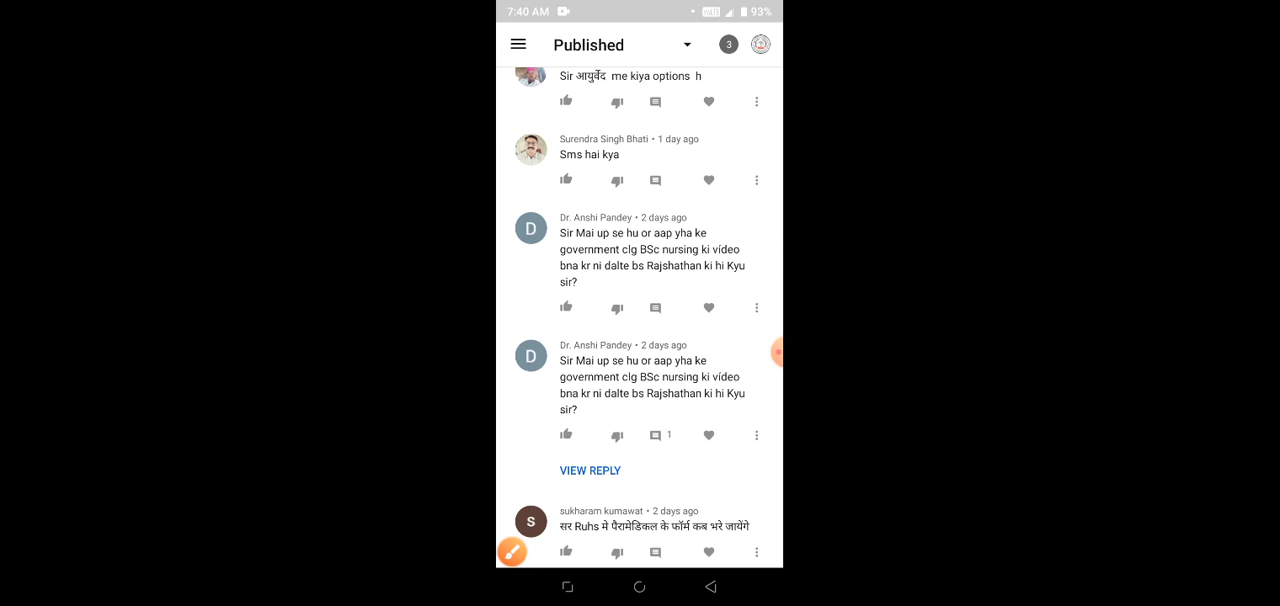 7:40 AM
VoLTE
93%
Published
3
Sir आयुर्वेद me kiya options h
Surendra Singh Bhati • 1 day ago
Sms hai kya
D
Dr. Anshi Pandey • 2 days ago
Sir Mai up se hu or aap yha ke
government clg BSc nursing ki vídeo
bna kr ni dalte bs Rajshathan ki hi Kyu
sir?
D
Dr. Anshi Pandey • 2 days ago
Sir Mai up se hu or aap yha ke
government clg BSc nursing ki vídeo
bna kr ni dalte bs Rajshathan ki hi Kyu
sir?
1
VIEW REPLY
S
sukharam kumawat • 2 days ago
सर Ruhs मे पैरामेडिकल के फॉर्म कब भरे जायेंगे